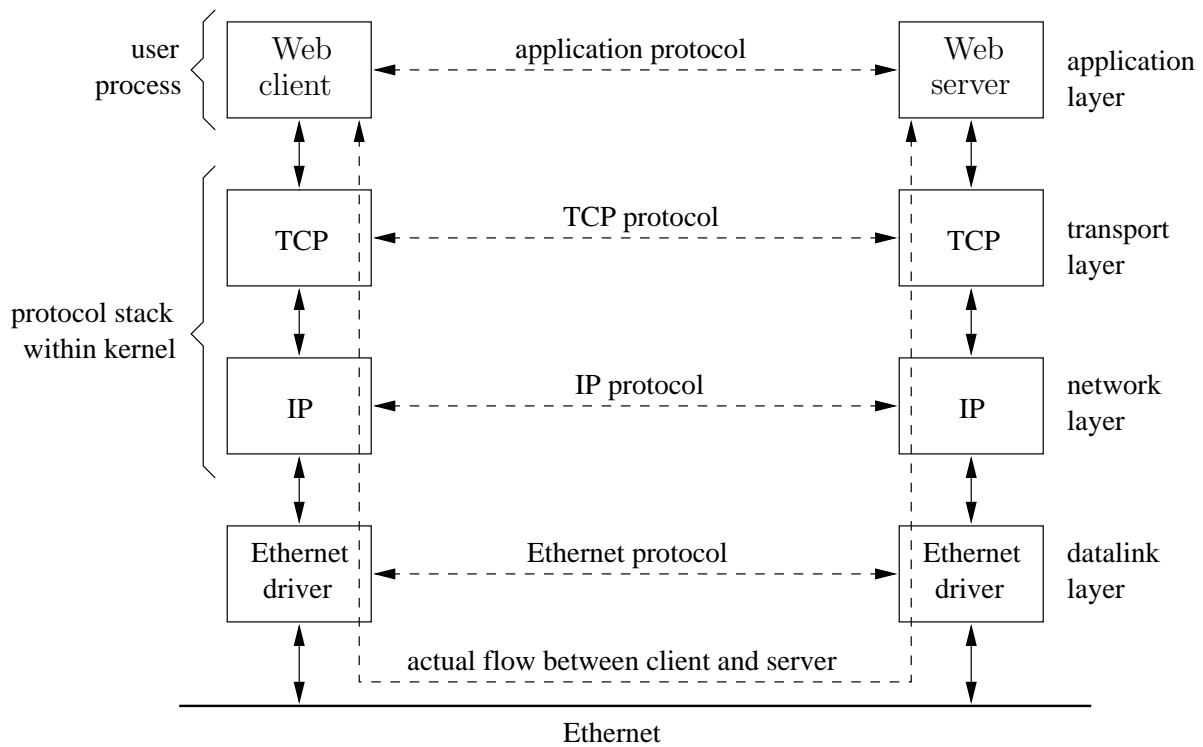 user
process
Web
client
application protocol
Web
server
application
layer
TCP
TCP protocol
TCP
transport
layer
protocol stack
within kernel
IP
IP protocol
IP
network
layer
Ethernet
driver
Ethernet protocol
Ethernet
driver
datalink
layer
actual flow between client and server
Ethernet